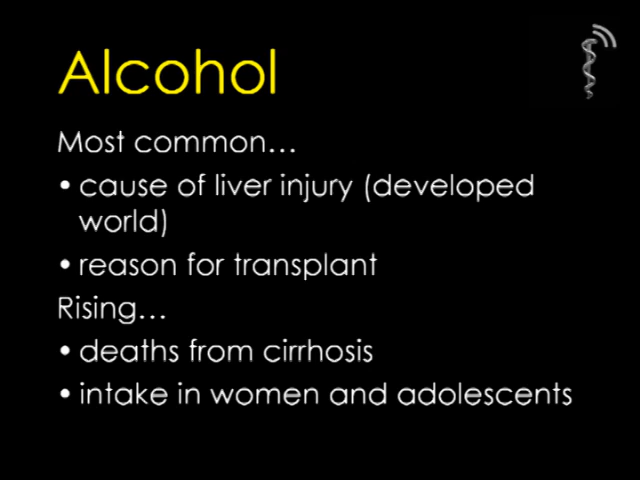 Alcohol
Most common...
• cause of liver injury (developed
world)
• reason for transplant
Rising...
• deaths from cirrhosis
• intake in women and adolescents